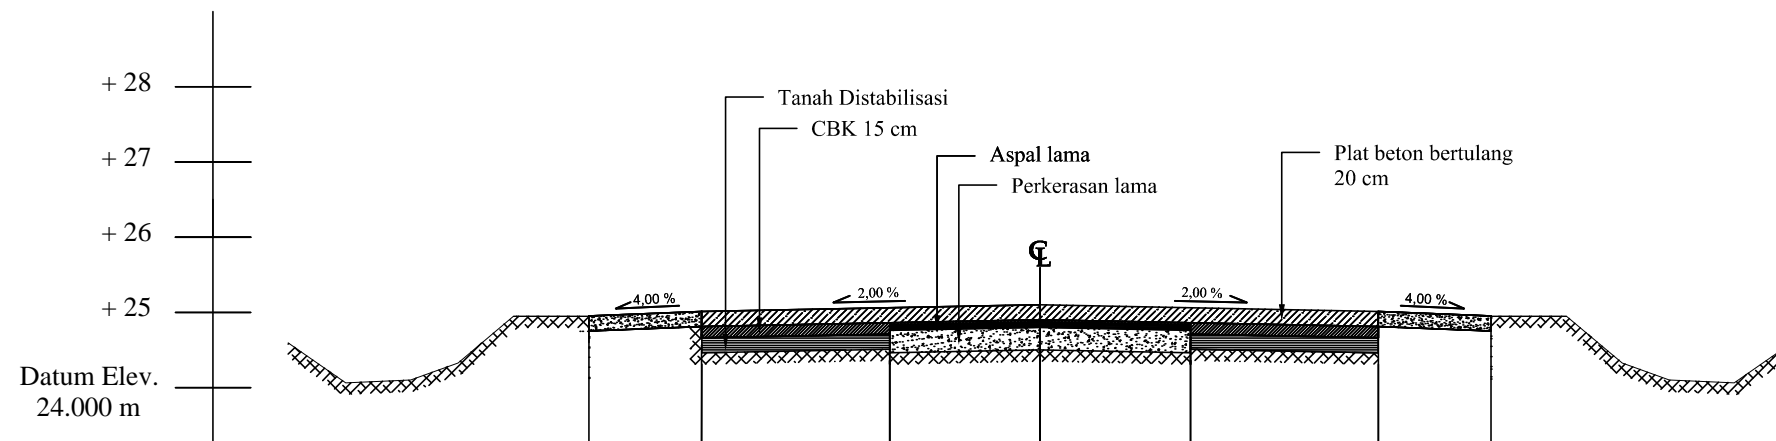 + 28
+ 27
+ 26
+ 25
Datum Elev.
24.000 m
Tanah Distabilisasi
CBK 15 cm
Aspal lama
Perkerasan lama
Plat beton bertulang
20 cm
CL
4,00 %
2,00 %
2,00 %
4,00 %